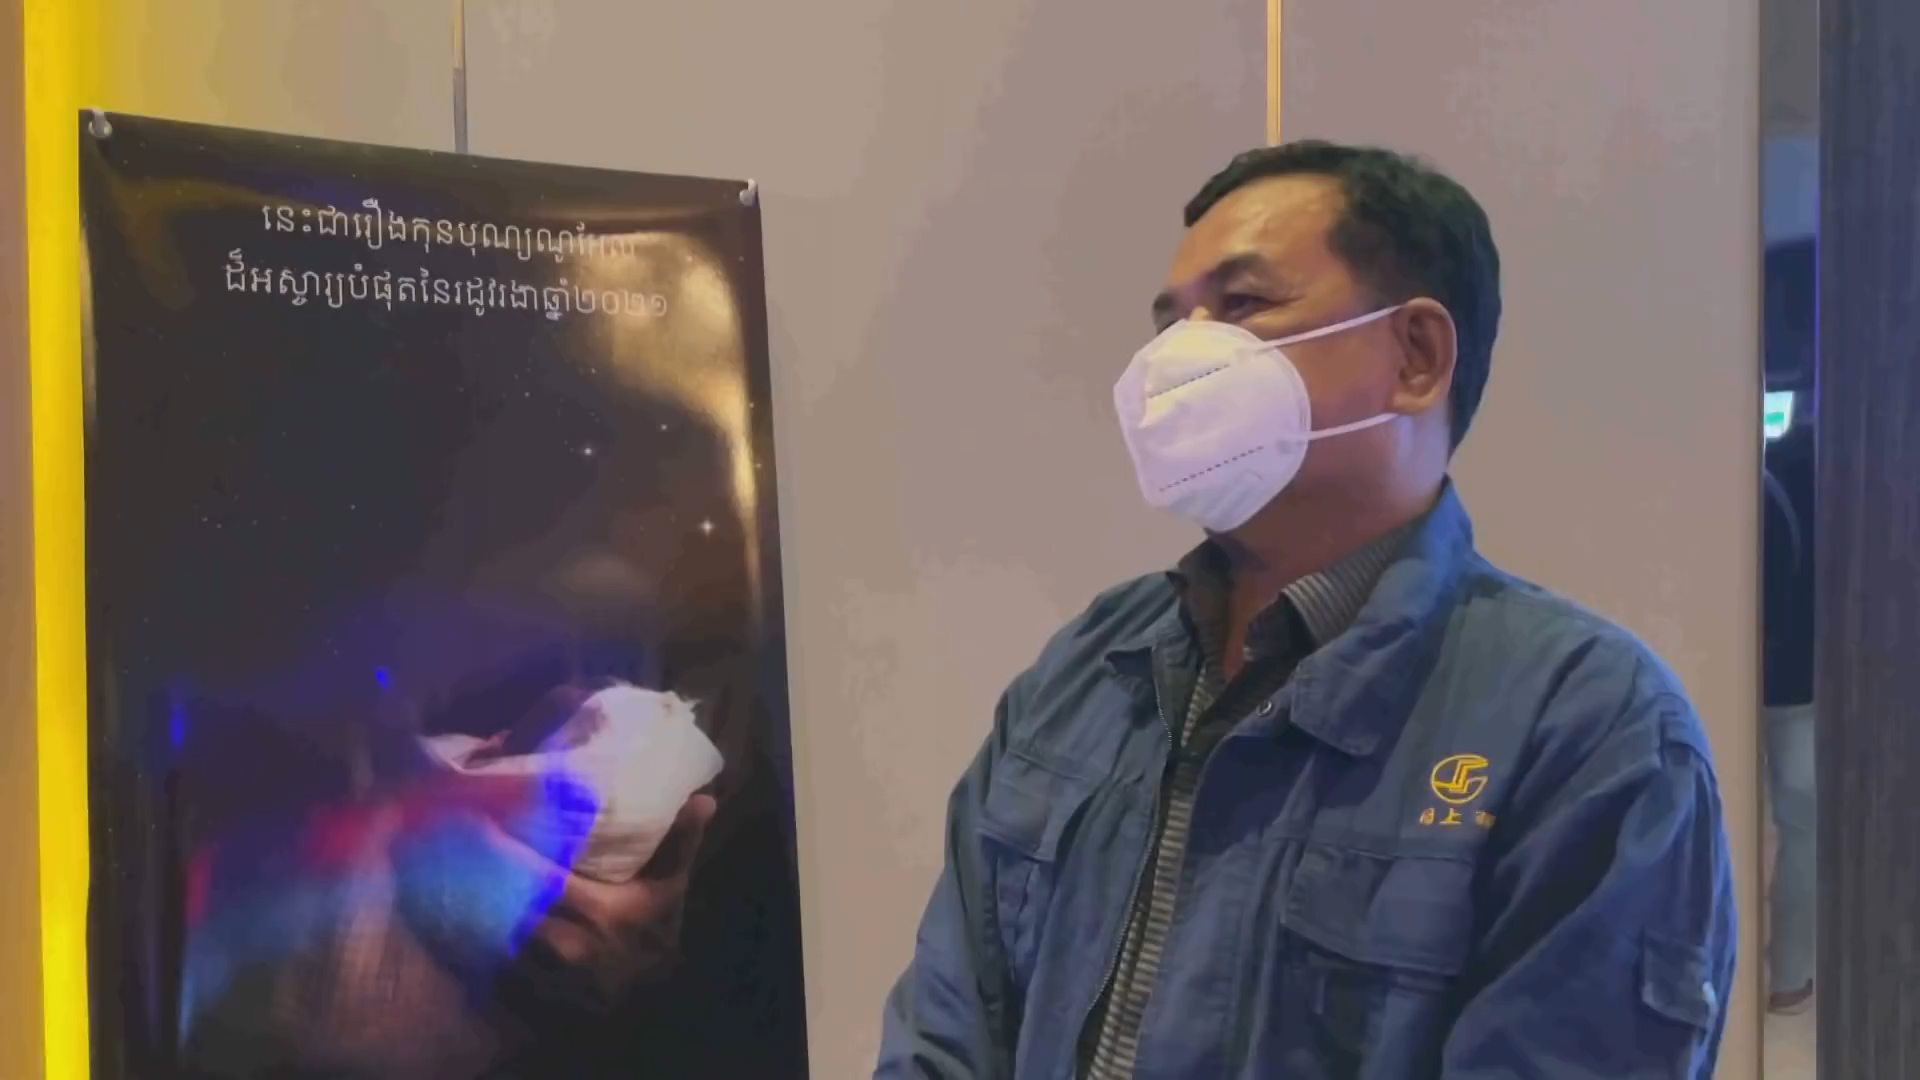 នេះជារឿងកុនបុណ្យណូអែល
ដ៏អស្ចារ្យបំផុតនៃរដូវរងាឆ្នាំ២០២១
上